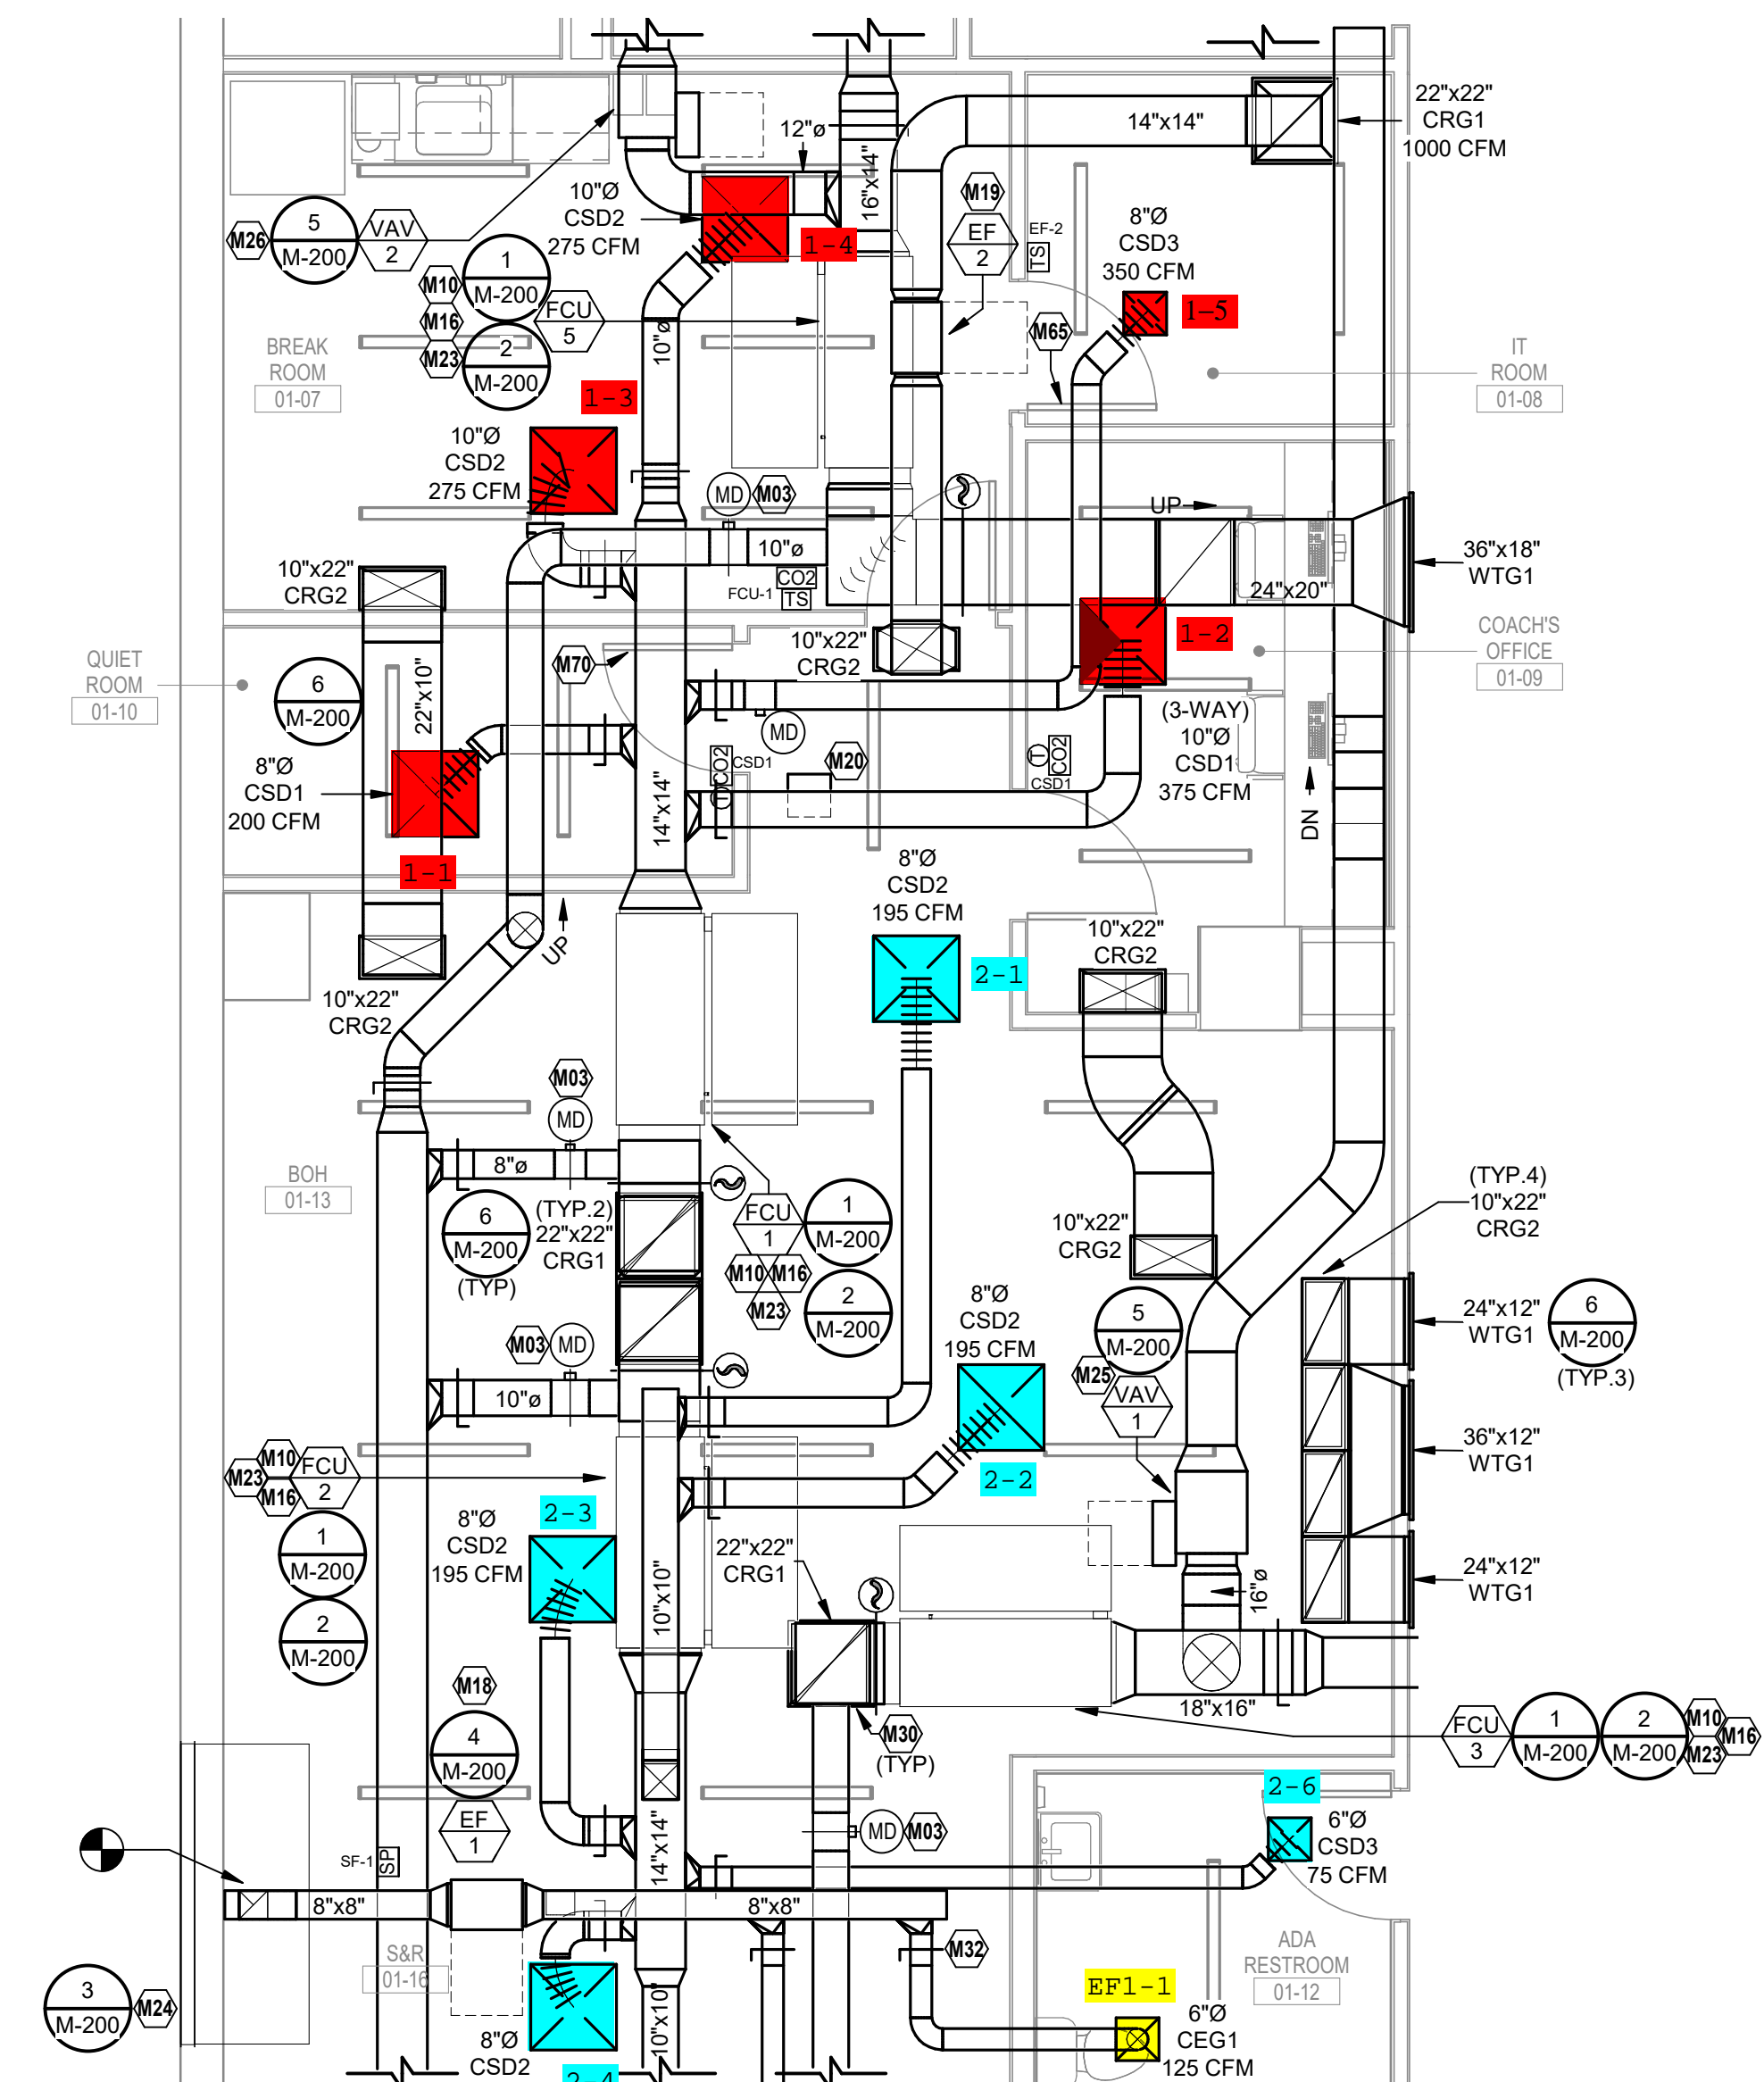 22"x22"
CRG1
1000 CFM
14"x14"
12"ø
16"x14"
10"Ø
CSD2
275 CFM
1-4
M26
5
M-200
VAV
2
M10
M16
M23
1
M-200
2
M-200
FCU
5
10"ø
M19
EF
2
EF-2
TS
8"Ø
CSD3
350 CFM
1-5
M65
BREAK
ROOM
01-07
IT
ROOM
01-08
1-3
10"Ø
CSD2
275 CFM
MD
M03
UP
10"ø
CO2
TS
FCU-1
10"x22"
CRG2
24"x20"
36"x18"
WTG1
10"x22"
CRG2
1-2
COACH'S
OFFICE
01-09
QUIET
ROOM
01-10
6
M-200
22"x10"
M70
MD
(3-WAY)
10"Ø
CSD1
375 CFM
8"Ø
CSD1
200 CFM
14"x14"
T
CO2
CSD1
M20
T
CO2
CSD1
DN
1-1
8"Ø
CSD2
195 CFM
UP
10"x22"
CRG2
2-1
10"x22"
CRG2
M03
MD
8"ø
BOH
01-13
6
M-200
(TYP)
(TYP.2)
22"x22"
CRG1
FCU
1
1
M-200
M10
M16
M23
2
M-200
10"x22"
CRG2
(TYP.4)
10"x22"
CRG2
M03
MD
10"ø
8"Ø
CSD2
195 CFM
5
M-200
M25
VAV
1
24"x12"
WTG1
6
M-200
(TYP.3)
36"x12"
WTG1
24"x12"
WTG1
M10
M23
M16
FCU
2
1
M-200
2
M-200
2-3
8"Ø
CSD2
195 CFM
10"x10"
2-2
22"x22"
CRG1
16"ø
18"x16"
M30
(TYP)
FCU
3
1
M-200
2
M-200
M10
M16
M23
M18
4
M-200
EF
1
14"x14"
MD
M03
2-6
6"Ø
CSD3
75 CFM
SF-1
SP
8"x8"
8"x8"
S&R
01-16
M32
ADA
RESTROOM
01-12
3
M-200
M24
8"Ø
CSD2
2-4
10"x10"
EF1-1
6"Ø
CEG1
125 CFM